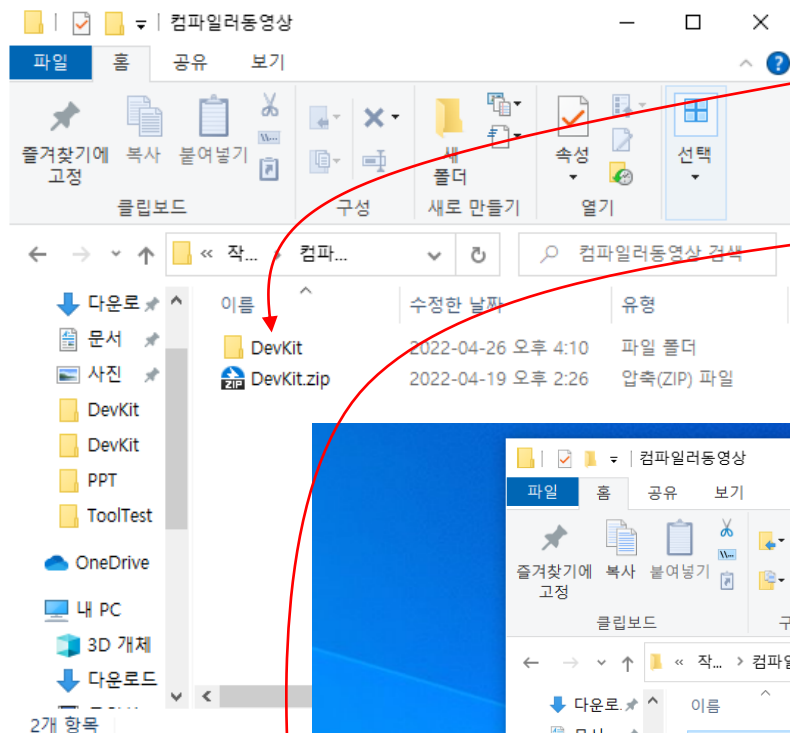 컴파일러동영상
파일 홈 공유 보기
즐겨찾기에 고정 복사 붙여넣기 새 폴더 속성 선택
클립보드 구성 새로 만들기 열기
« 작... › 컴파... 컴파일러동영상 검색
다운로
문서
사진
DevKit
DevKit
PPT
ToolTest
OneDrive
내 PC
3D 개체
다운로드
이름 수정한 날짜 유형
DevKit 2022-04-26 오후 4:10 파일 폴더
DevKit.zip 2022-04-19 오후 2:26 압축(ZIP) 파일
2개 항목
컴파일러동영상
파일 홈 공유 보기
즐겨찾기에 고정 복사 붙여넣기
클립보드
« 작... › 컴파일
다운로.
이름